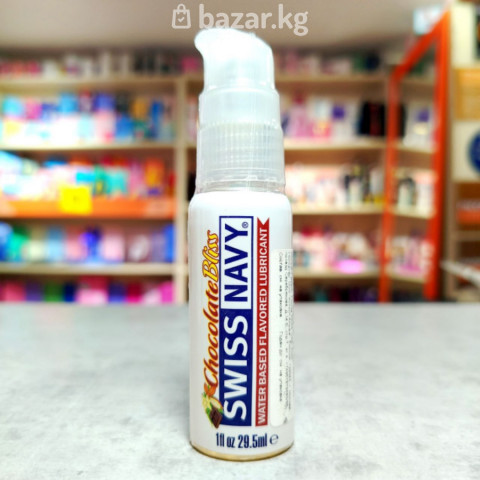 bazar.kg
Chocolate Bliss
SWISS NAVY®
WATER BASED FLAVORED LUBRICANT
1fl oz 29.5ml ℮